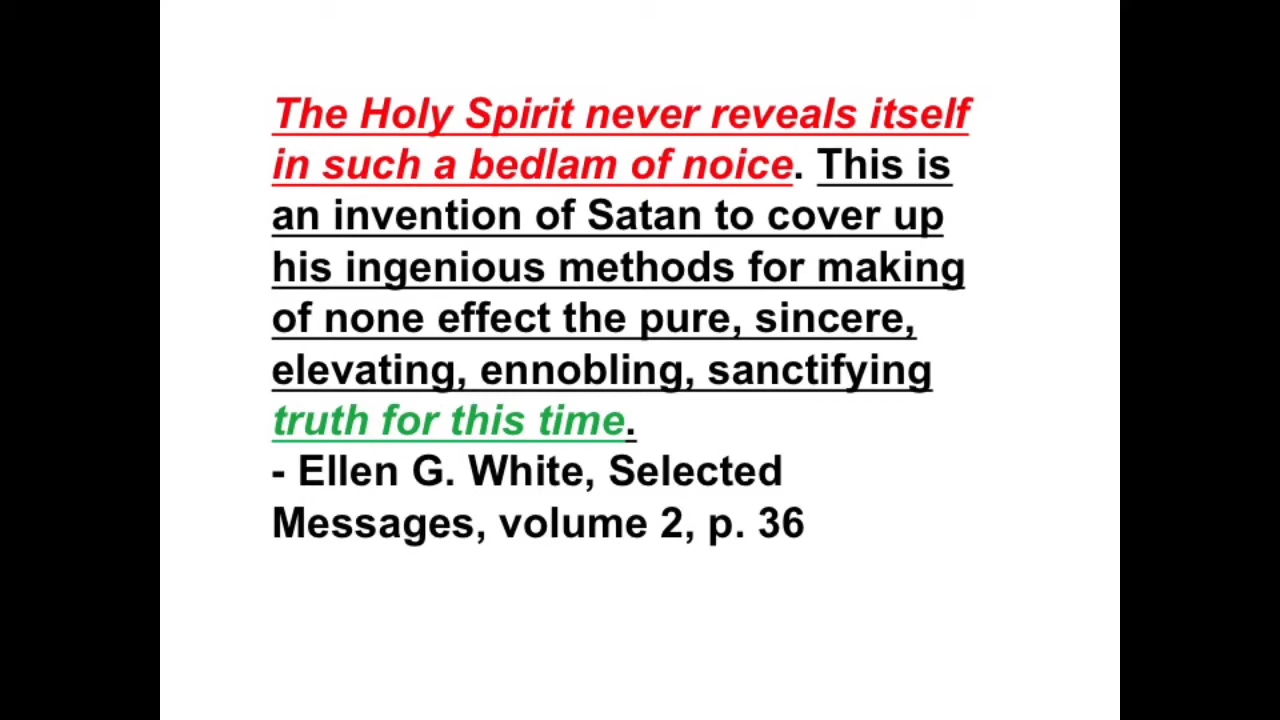 The Holy Spirit never reveals itself
in such a bedlam of noice. This is
an invention of Satan to cover up
his ingenious methods for making
of none effect the pure, sincere,
elevating, ennobling, sanctifying
truth for this time.
- Ellen G. White, Selected
Messages, volume 2, p. 36